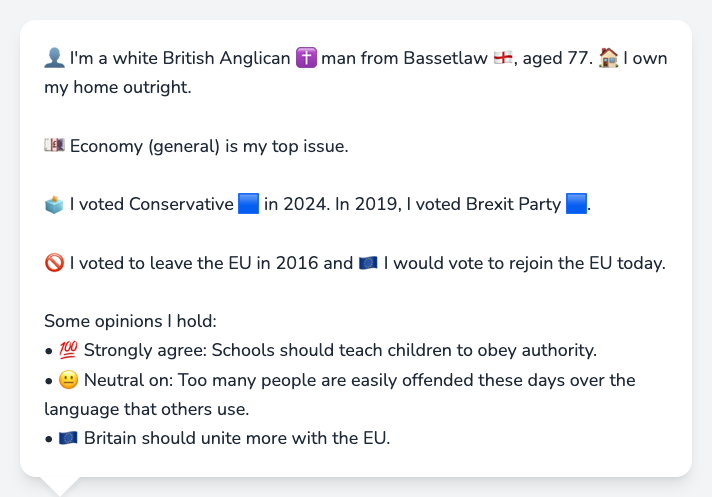 👤 I'm a white British Anglican ✝️ man from Bassetlaw 🏴󠁧󠁢󠁥󠁮󠁧󠁿, aged 77. 🏠 I own
my home outright.
💷 Economy (general) is my top issue.
🗳️ I voted Conservative 🟦 in 2024. In 2019, I voted Brexit Party 🟦.
🚫 I voted to leave the EU in 2016 and 🇪🇺 I would vote to rejoin the EU today.
Some opinions I hold:
• 💯 Strongly agree: Schools should teach children to obey authority.
• 😐 Neutral on: Too many people are easily offended these days over the
language that others use.
• 🇪🇺 Britain should unite more with the EU.